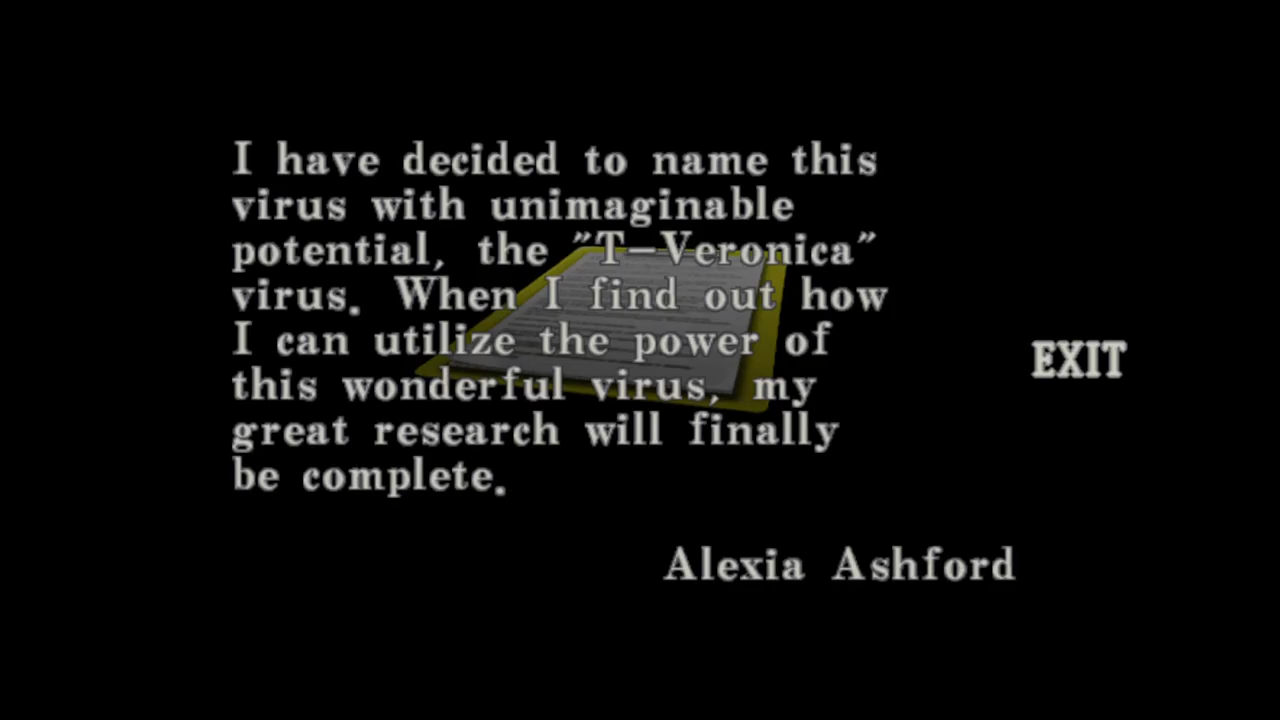 I have decided to name this
virus with unimaginable
potential, the "T-Veronica"
virus. When I find out how
I can utilize the power of
this wonderful virus, my
great research will finally
be complete.
EXIT
Alexia Ashford